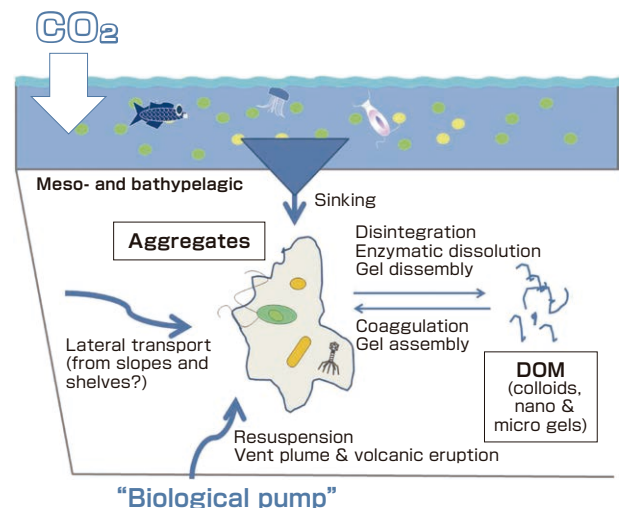 CO₂
Meso- and bathypelagic
Sinking
Aggregates
Disintegration
Enzymatic dissolution
Gel dissembly
Coaggulation
Gel assembly
Lateral transport
(from slopes and
shelves?)
DOM
(colloids,
nano &
micro gels)
Resuspension
Vent plume & volcanic eruption
“Biological pump”